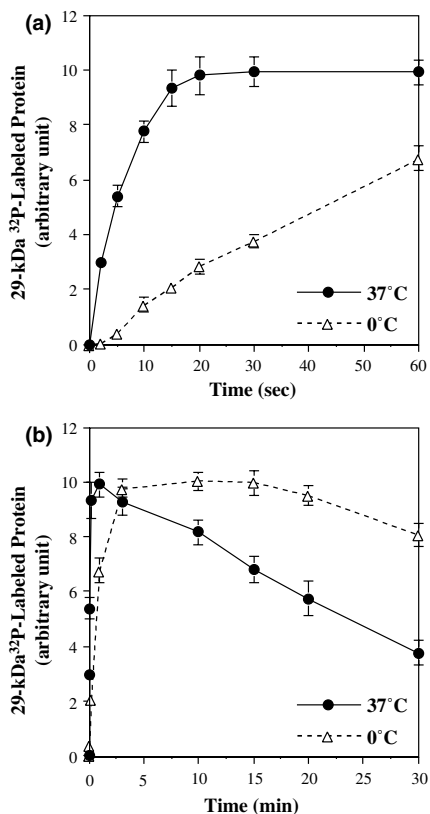 (a)
29-kDa ³²P-Labeled Protein
(arbitrary unit)
12
10
8
6
4
2
0
37°C
0°C
0 10 20 30 40 50 60
Time (sec)
(b)
29-kDa³²P-Labeled Protein
(arbitrary unit)
12
10
8
6
4
2
0
37°C
0°C
0 5 10 15 20 25 30
Time (min)